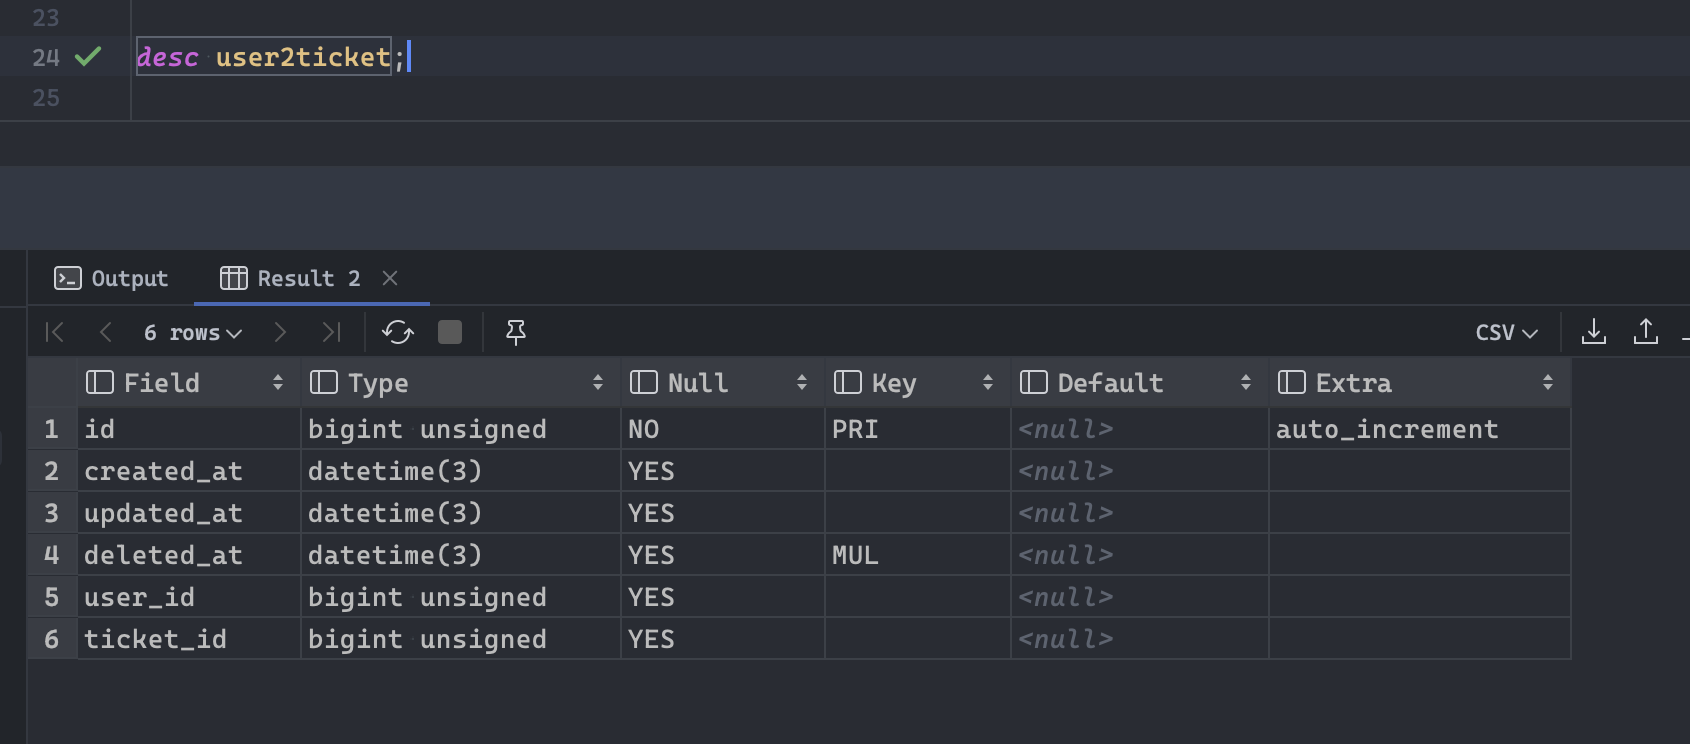 23
24 desc user2ticket;
25
Output Result 2
6 rows CSV
Field Type Null Key Default Extra
1 id bigint unsigned NO PRI <null> auto_increment
2 created_at datetime(3) YES <null>
3 updated_at datetime(3) YES <null>
4 deleted_at datetime(3) YES MUL <null>
5 user_id bigint unsigned YES <null>
6 ticket_id bigint unsigned YES <null>